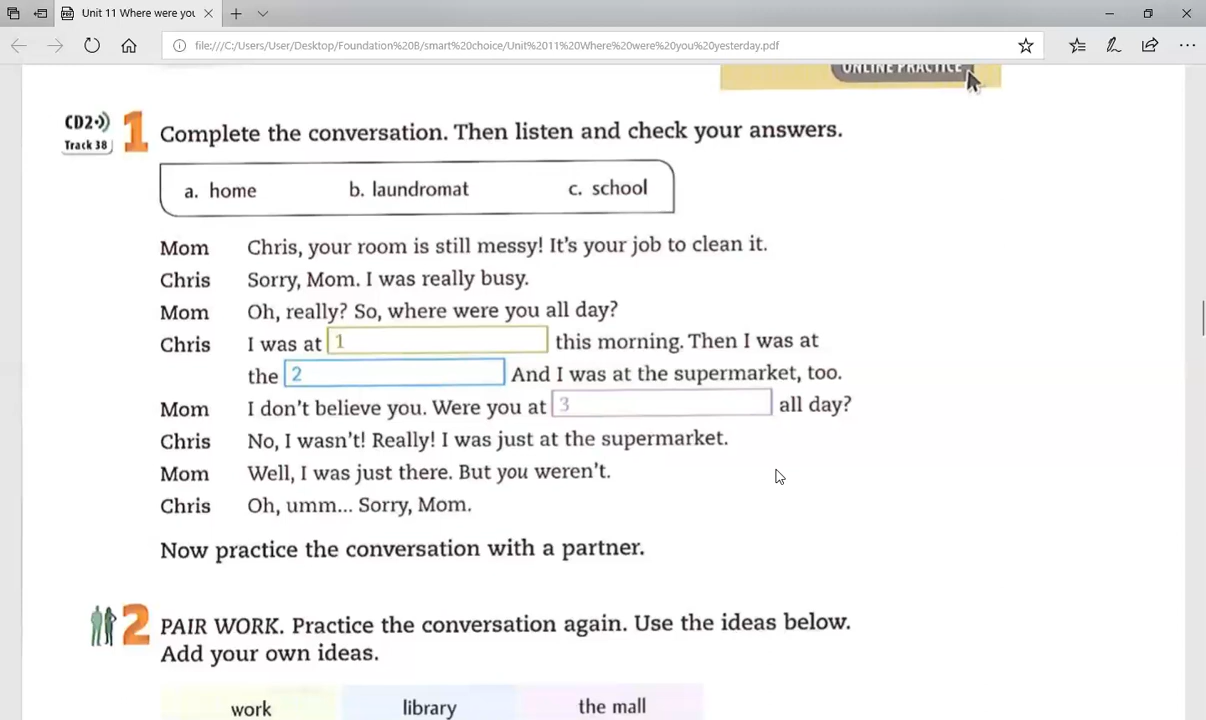 Unit 11 Where were you
file:///C:/Users/User/Desktop/Foundation%20B/smart%20choice/Unit%2011%20Where%20were%20you%20yesterday.pdf
ONLINE PRACTICE
CD2
Track 38
1 Complete the conversation. Then listen and check your answers.
a. home b. laundromat c. school
Mom Chris, your room is still messy! It's your job to clean it.
Chris Sorry, Mom. I was really busy.
Mom Oh, really? So, where were you all day?
Chris I was at 1 this morning. Then I was at
the 2 And I was at the supermarket, too.
Mom I don't believe you. Were you at 3 all day?
Chris No, I wasn't! Really! I was just at the supermarket.
Mom Well, I was just there. But you weren't.
Chris Oh, umm... Sorry, Mom.
Now practice the conversation with a partner.
2 PAIR WORK. Practice the conversation again. Use the ideas below.
Add your own ideas.
work library the mall